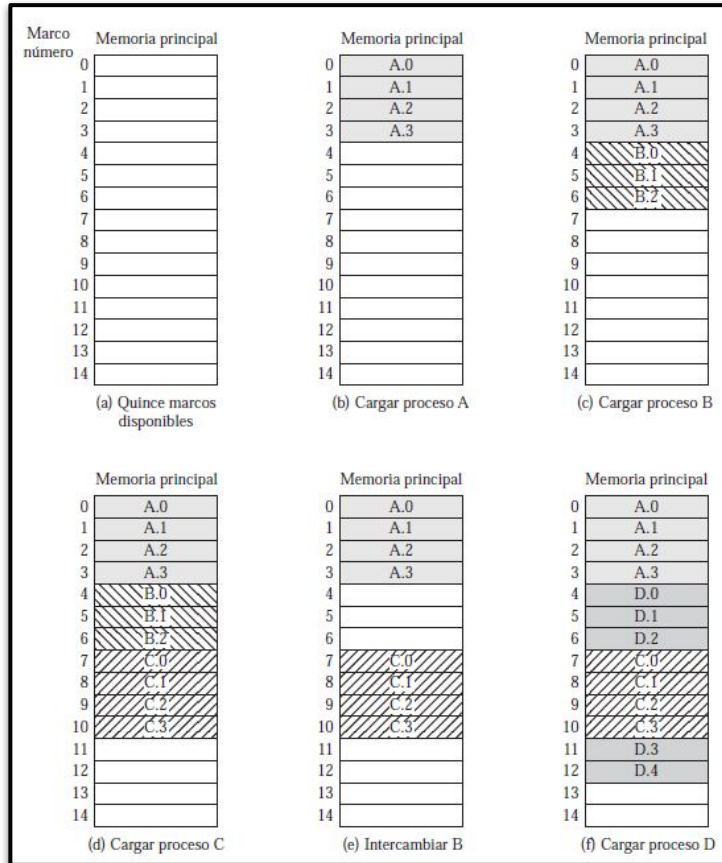 Marco número
Memoria principal
0
1
2
3
4
5
6
7
8
9
10
11
12
13
14
(a) Quince marcos
disponibles
Memoria principal
0 A.0
1 A.1
2 A.2
3 A.3
4
5
6
7
8
9
10
11
12
13
14
(b) Cargar proceso A
Memoria principal
0 A.0
1 A.1
2 A.2
3 A.3
4 B.0
5 B.1
6 B.2
7
8
9
10
11
12
13
14
(c) Cargar proceso B
Memoria principal
0 A.0
1 A.1
2 A.2
3 A.3
4 B.0
5 B.1
6 B.2
7 C.0
8 C.1
9 C.2
10 C.3
11
12
13
14
(d) Cargar proceso C
Memoria principal
0 A.0
1 A.1
2 A.2
3 A.3
4
5
6
7 C.0
8 C.1
9 C.2
10 C.3
11
12
13
14
(e) Intercambiar B
Memoria principal
0 A.0
1 A.1
2 A.2
3 A.3
4 D.0
5 D.1
6 D.2
7 C.0
8 C.1
9 C.2
10 C.3
11 D.3
12 D.4
13
14
(f) Cargar proceso D